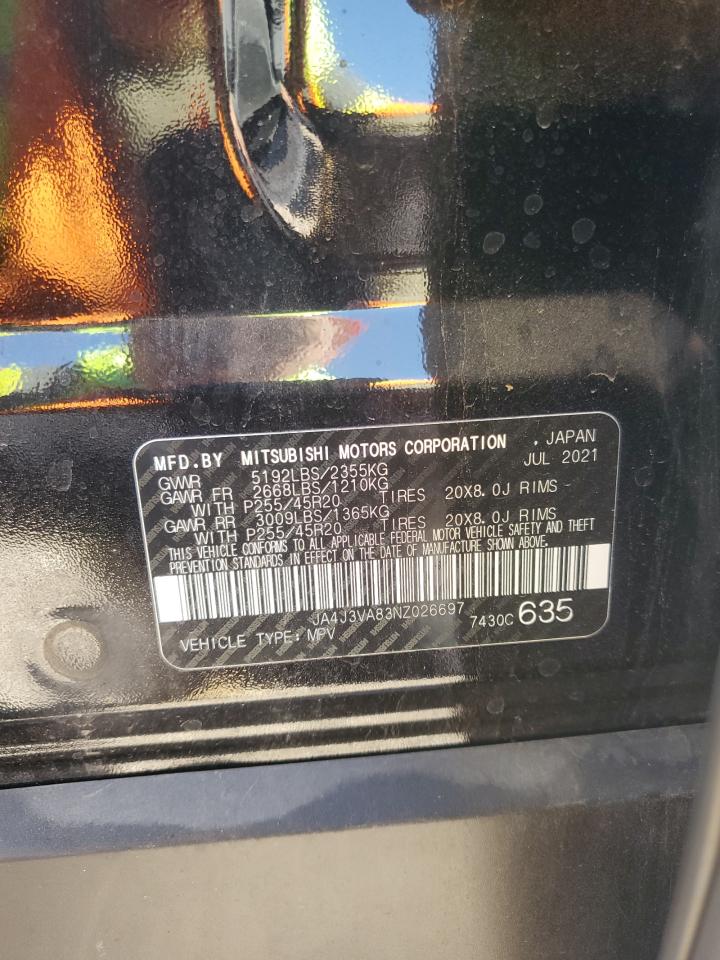 MFD.BY MITSUBISHI MOTORS CORPORATION , JAPAN
GVWR 5192LBS/2355KG JUL 2021
GAWR FR 2668LBS/1210KG
WITH P255/45R20 TIRES 20X8.0J RIMS
GAWR RR 3009LBS/1365KG
WITH P255/45R20 TIRES 20X8.0J RIMS
THIS VEHICLE CONFORMS TO ALL APPLICABLE FEDERAL MOTOR VEHICLE SAFETY AND THEFT
PREVENTION STANDARDS IN EFFECT ON THE DATE OF MANUFACTURE SHOWN ABOVE.
JA4J3VA83NZ026697
VEHICLE TYPE: MPV 7430C 635